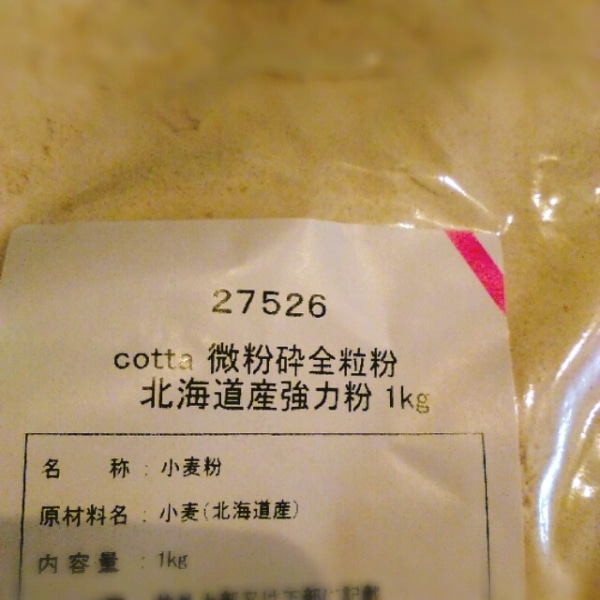 27526
cotta 微粉砕全粒粉
北海道産強力粉 1kg
名 称 : 小麦粉
原材料名 : 小麦(北海道産)
内容量 : 1kg